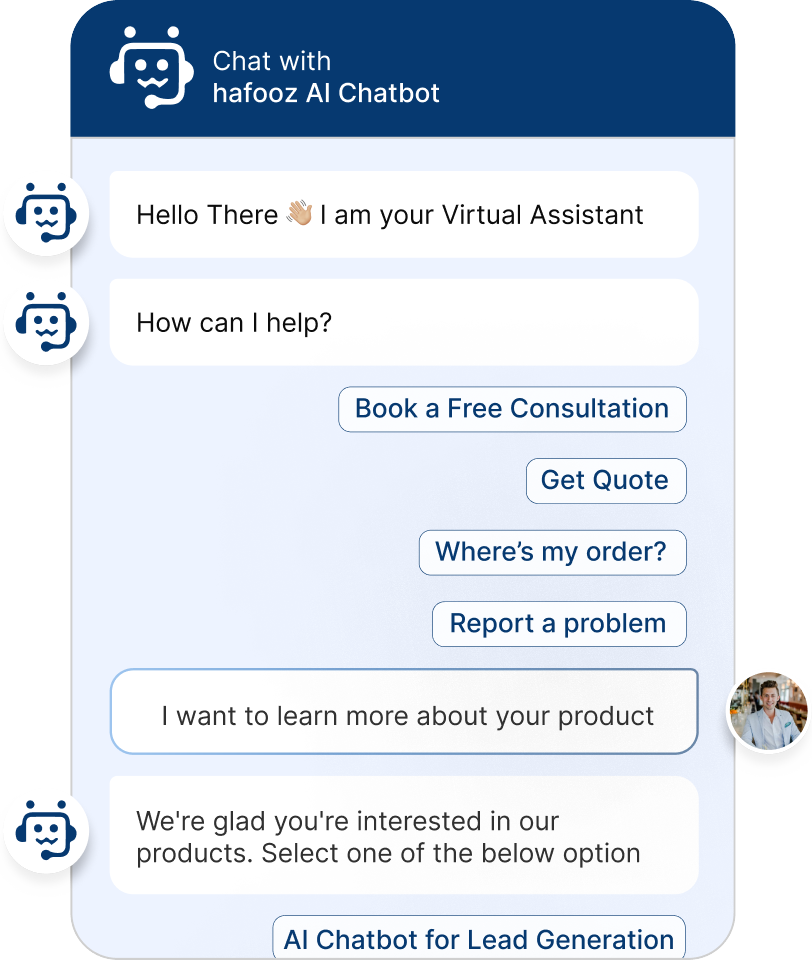 Chat with
hafooz AI Chatbot
Hello There 👋🏼 I am your Virtual Assistant
How can I help?
Book a Free Consultation
Get Quote
Where’s my order?
Report a problem
I want to learn more about your product
We're glad you're interested in our
products. Select one of the below option
AI Chatbot for Lead Generation